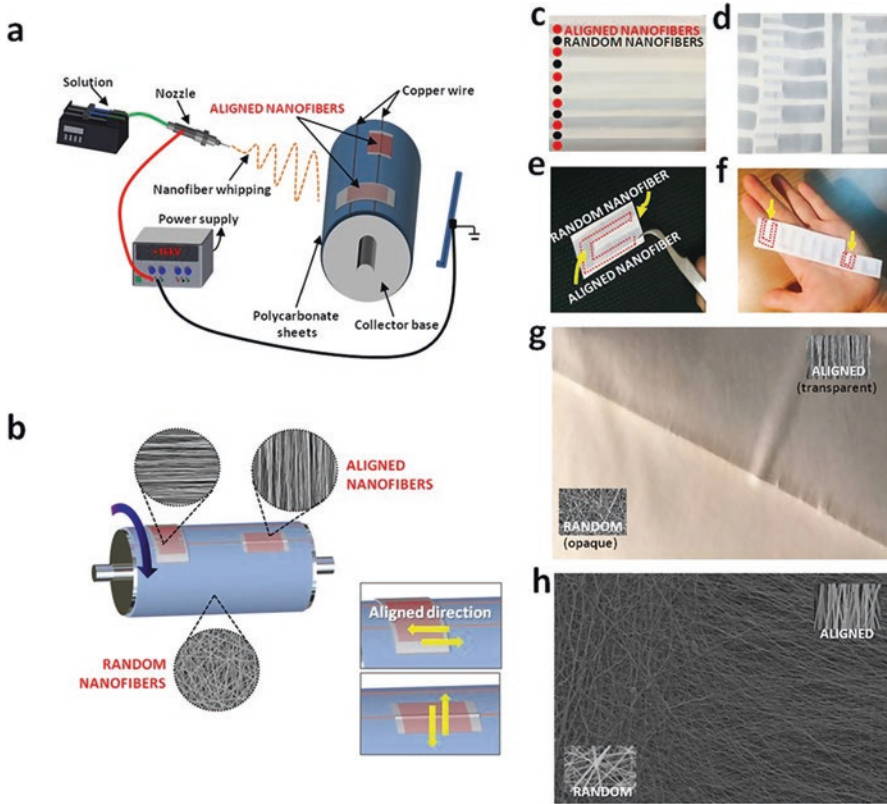 a
Solution
Nozzle
ALIGNED NANOFIBERS
Copper wire
Nanofiber whipping
Power supply
Polycarbonate
sheets
Collector base
b
ALIGNED
NANOFIBERS
RANDOM
NANOFIBERS
Aligned direction
c
ALIGNED NANOFIBERS
RANDOM NANOFIBERS
d
e
RANDOM NANOFIBER
ALIGNED NANOFIBER
f
g
ALIGNED
(transparent)
RANDOM
(opaque)
h
ALIGNED
RANDOM